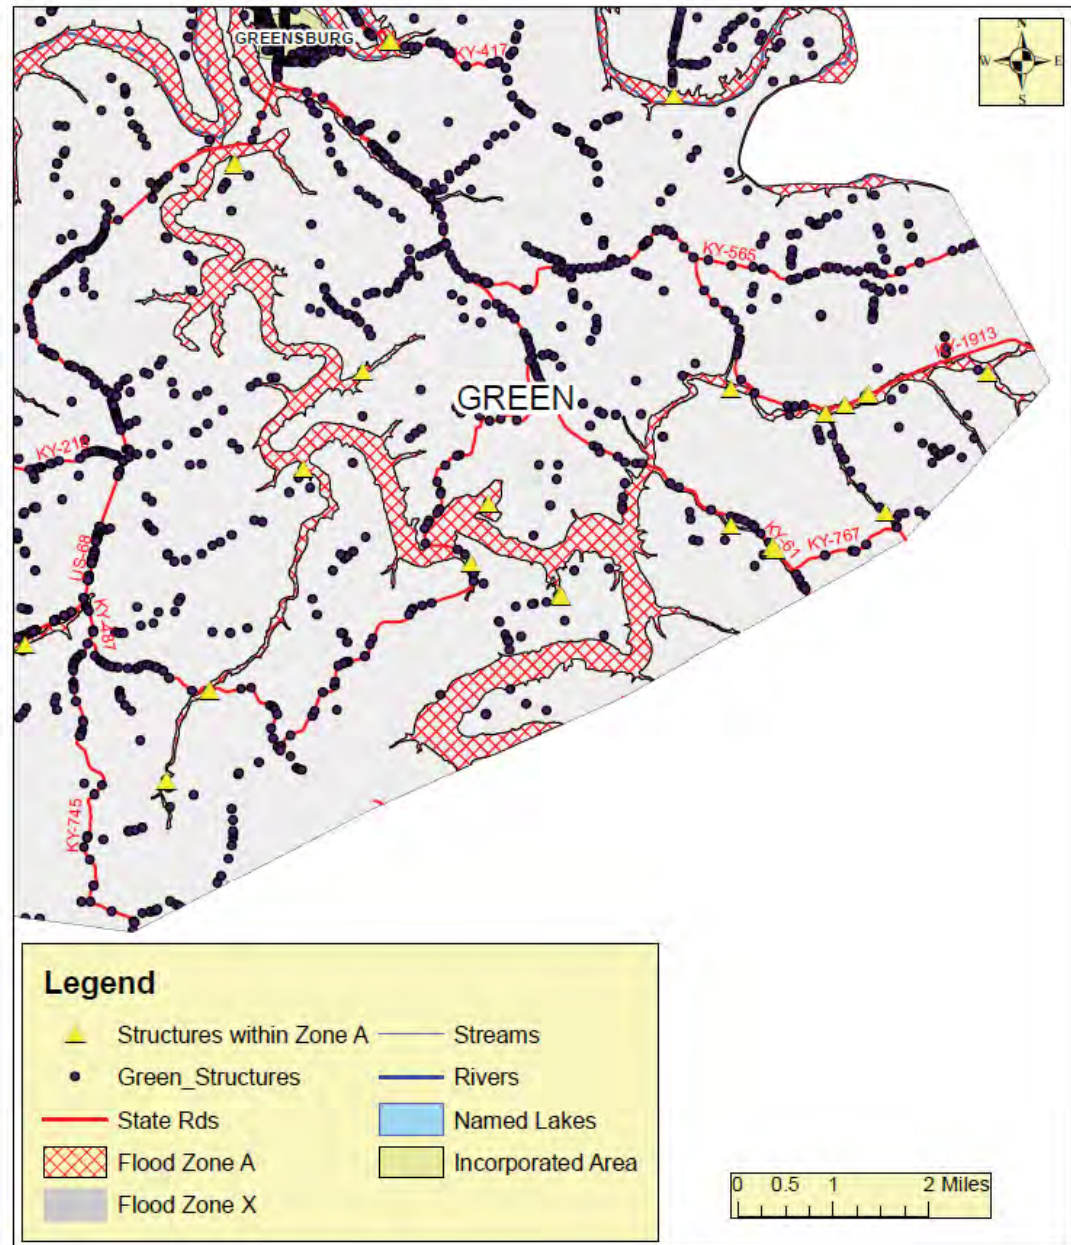 GREENSBURG
KY-417
N
W E
S
KY-565
KY-1913
GREEN
KY-218
US-68
KY-487
KY-61
KY-767
KY-745
Legend
Structures within Zone A
Streams
Green_Structures
Rivers
State Rds
Named Lakes
Flood Zone A
Incorporated Area
Flood Zone X
0 0.5 1 2 Miles